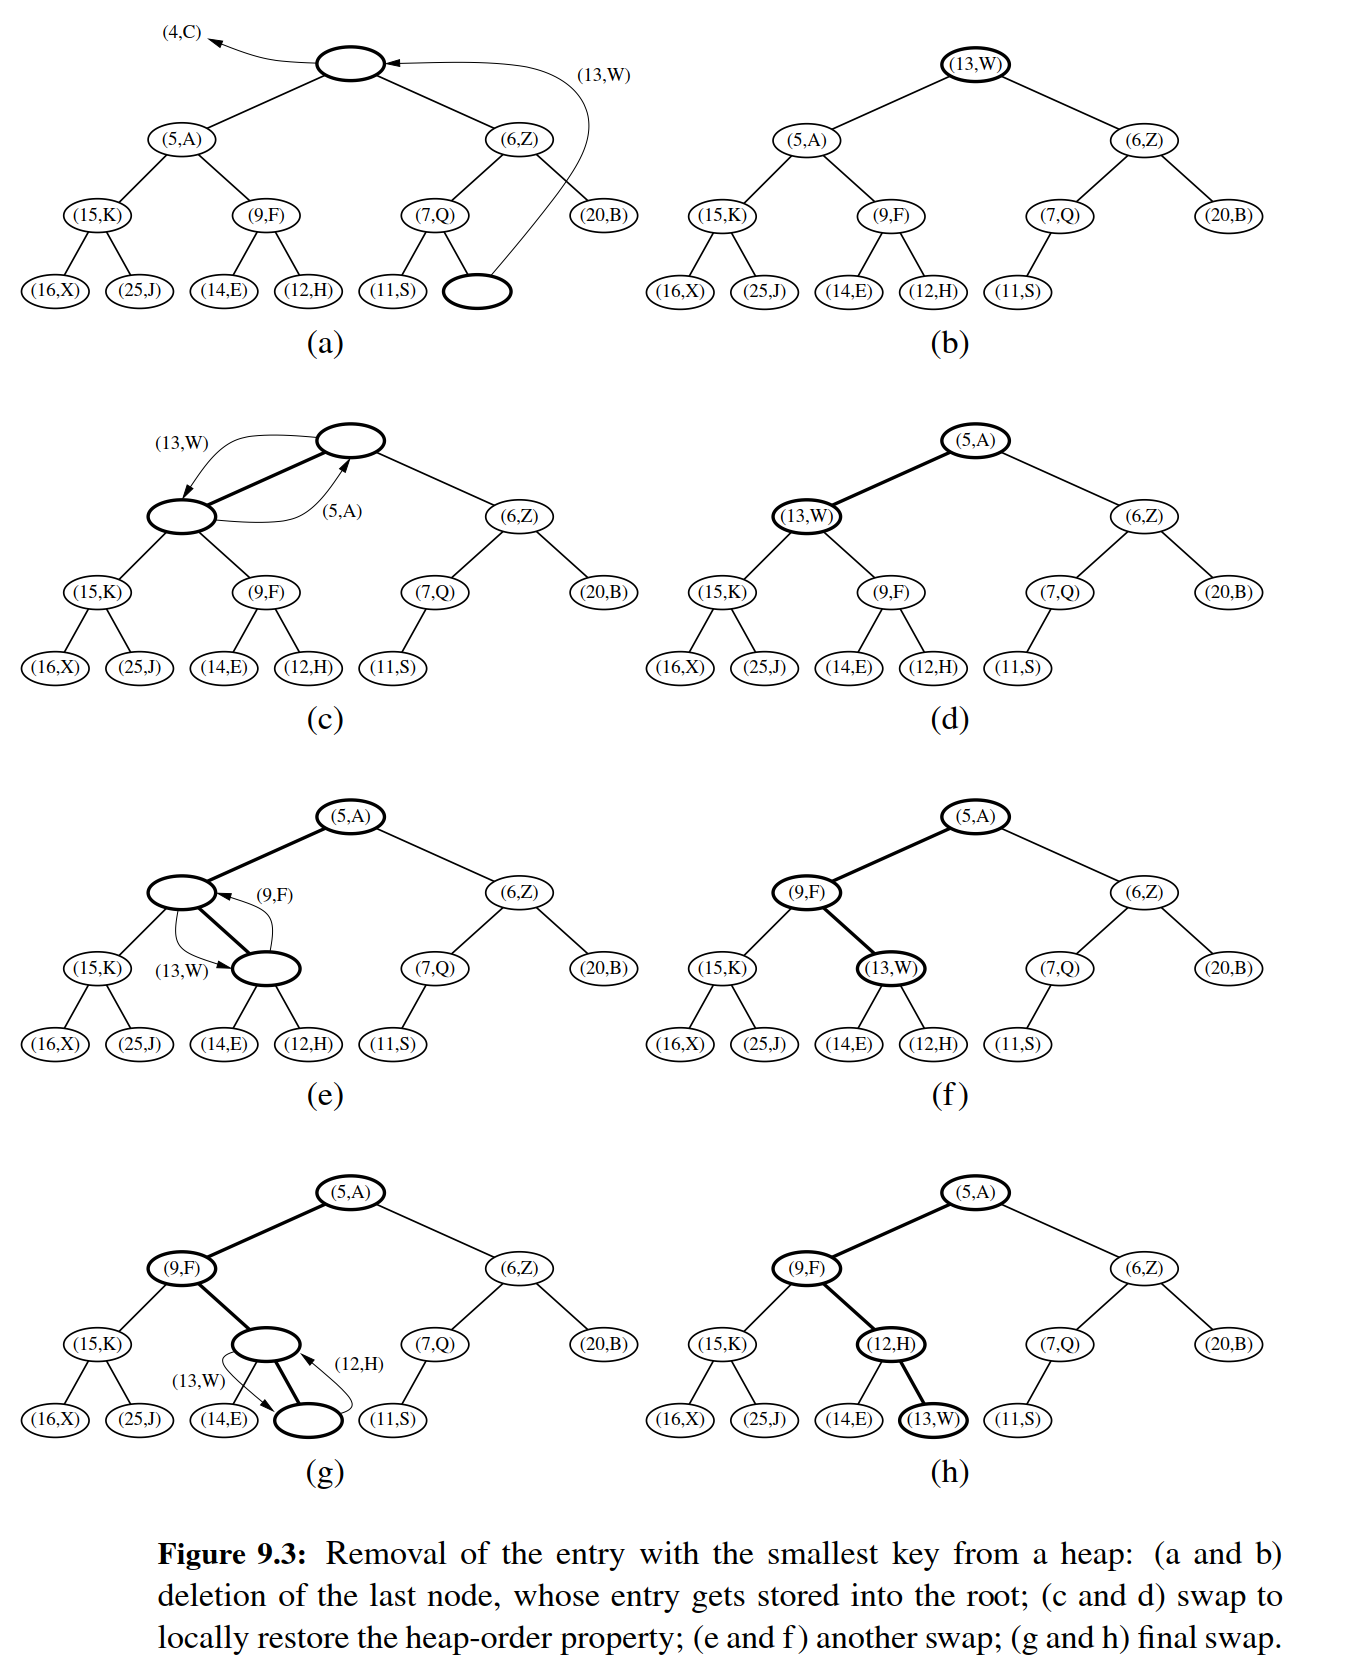 (4,C)
(13,W)
(5,A) (6,Z)
(15,K) (9,F) (7,Q) (20,B)
(16,X) (25,J) (14,E) (12,H) (11,S)
(a)
(13,W)
(5,A) (6,Z)
(15,K) (9,F) (7,Q) (20,B)
(16,X) (25,J) (14,E) (12,H) (11,S)
(b)
(13,W)
(5,A) (6,Z)
(15,K) (9,F) (7,Q) (20,B)
(16,X) (25,J) (14,E) (12,H) (11,S)
(c)
(5,A)
(13,W) (6,Z)
(15,K) (9,F) (7,Q) (20,B)
(16,X) (25,J) (14,E) (12,H) (11,S)
(d)
(5,A)
(9,F) (6,Z)
(15,K) (13,W) (7,Q) (20,B)
(16,X) (25,J) (14,E) (12,H) (11,S)
(e)
(5,A)
(9,F) (6,Z)
(15,K) (13,W) (7,Q) (20,B)
(16,X) (25,J) (14,E) (12,H) (11,S)
(f)
(5,A)
(9,F) (6,Z)
(15,K) (7,Q) (20,B)
(13,W) (12,H)
(16,X) (25,J) (14,E) (11,S)
(g)
(5,A)
(9,F) (6,Z)
(15,K) (12,H) (7,Q) (20,B)
(16,X) (25,J) (14,E) (13,W) (11,S)
(h)
Figure 9.3: Removal of the entry with the smallest key from a heap: (a and b)
deletion of the last node, whose entry gets stored into the root; (c and d) swap to
locally restore the heap-order property; (e and f) another swap; (g and h) final swap.